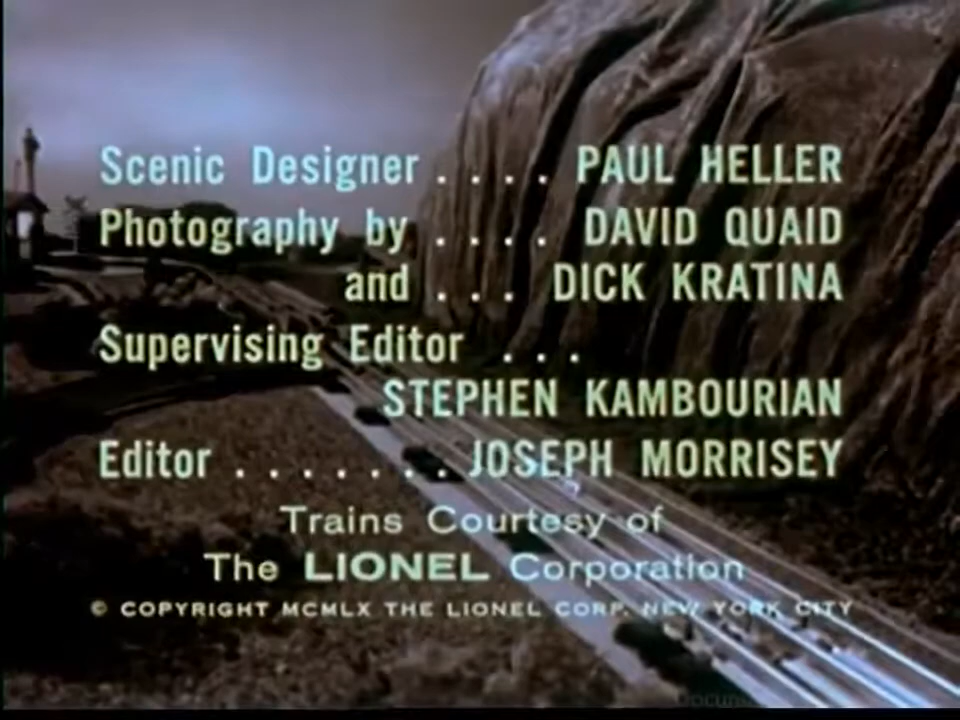 Scenic Designer . . . . PAUL HELLER
Photography by . . . . DAVID QUAID
and . . . DICK KRATINA
Supervising Editor . . .
STEPHEN KAMBOURIAN
Editor . . . . . . . JOSEPH MORRISEY
Trains Courtesy of
The LIONEL Corporation
© COPYRIGHT MCMLX THE LIONEL CORP. NEW YORK CITY